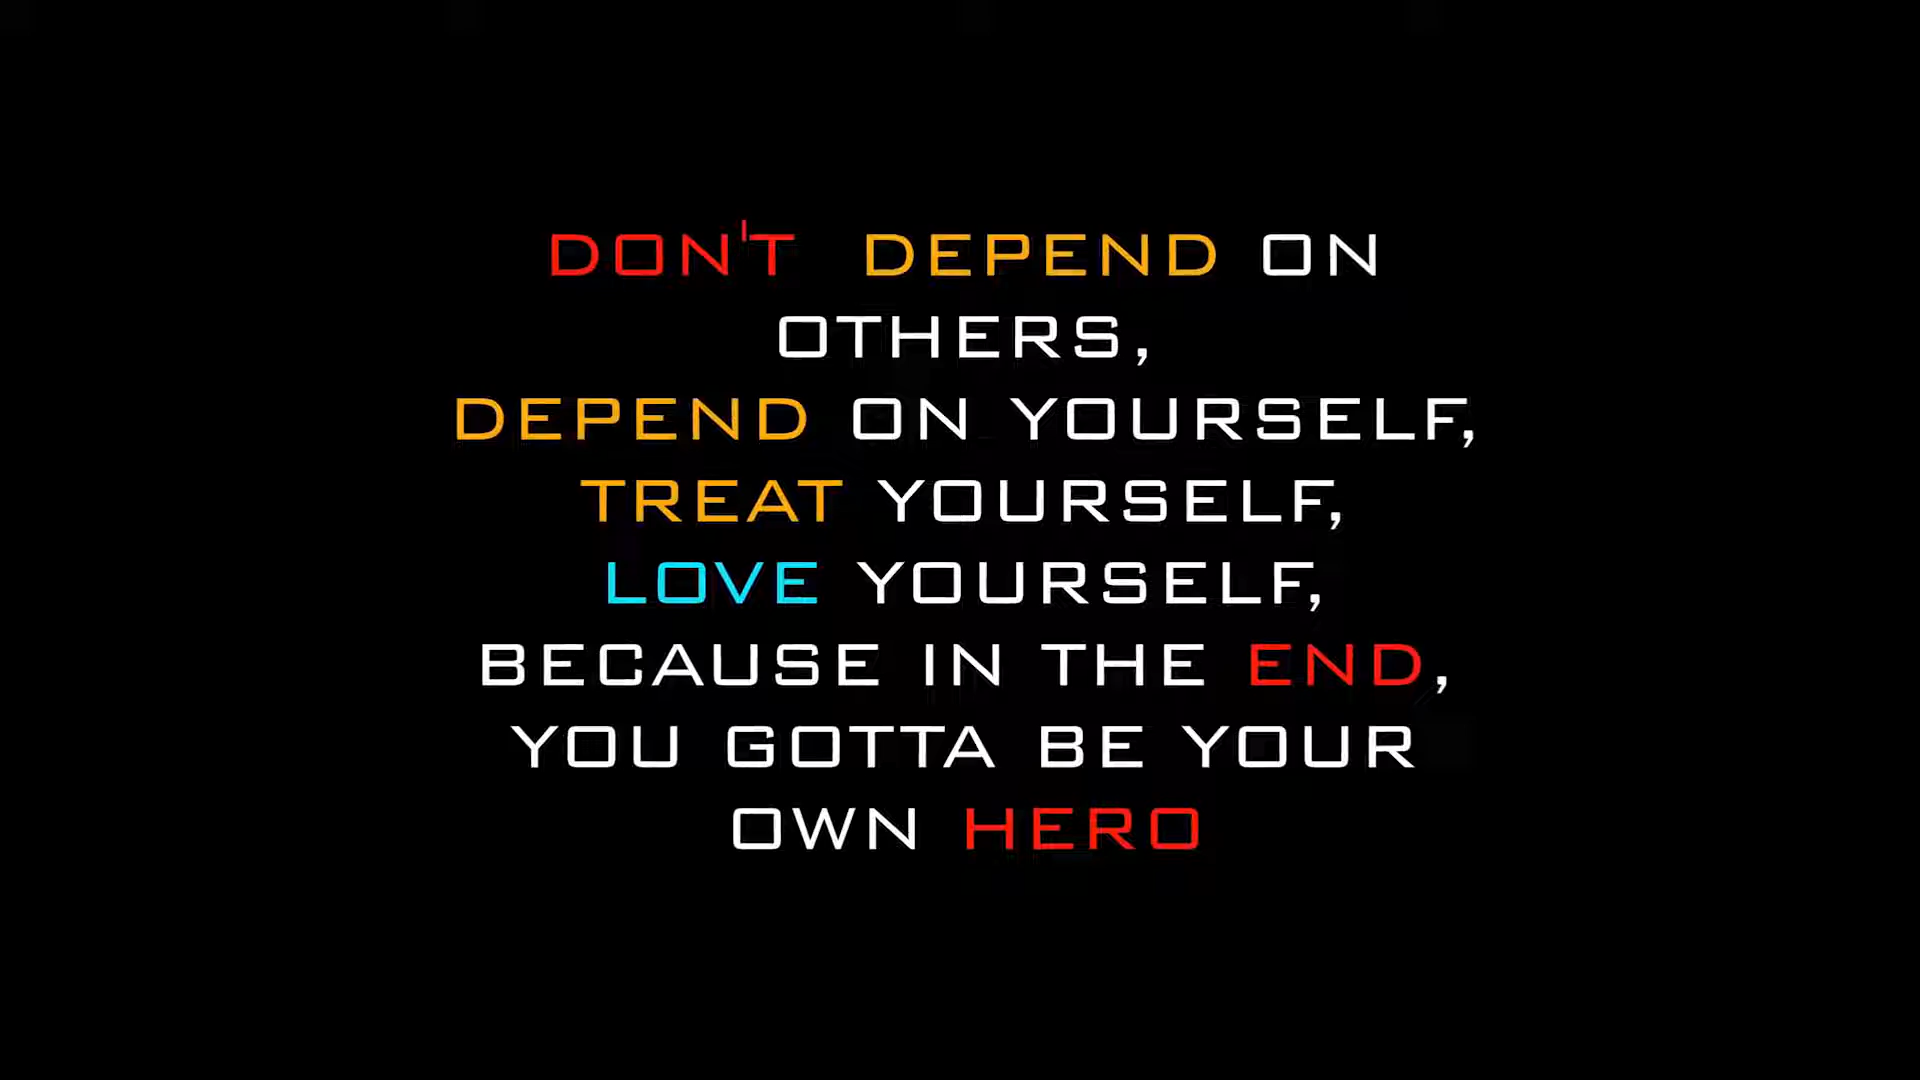 DON'T DEPEND ON
OTHERS,
DEPEND ON YOURSELF,
TREAT YOURSELF,
LOVE YOURSELF,
BECAUSE IN THE END,
YOU GOTTA BE YOUR
OWN HERO